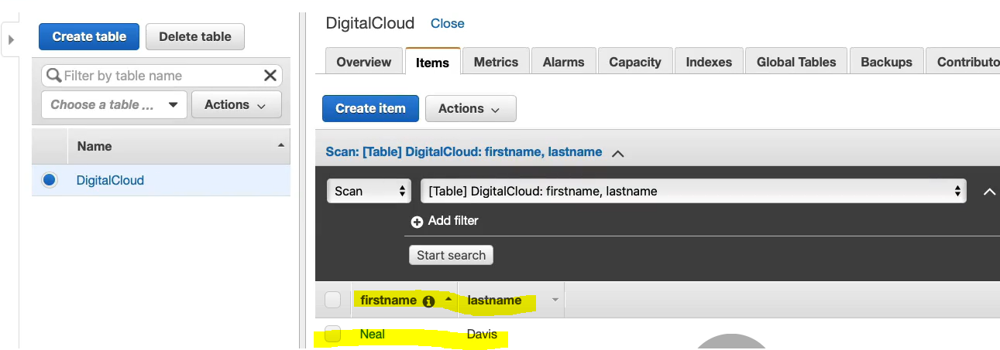 Create table
Delete table
Filter by table name
Choose a table ...
Actions
Name
DigitalCloud
DigitalCloud Close
Overview Items Metrics Alarms Capacity Indexes Global Tables Backups Contributo
Create item
Actions
Scan: [Table] DigitalCloud: firstname, lastname
Scan
[Table] DigitalCloud: firstname, lastname
Add filter
Start search
firstname lastname
Neal Davis